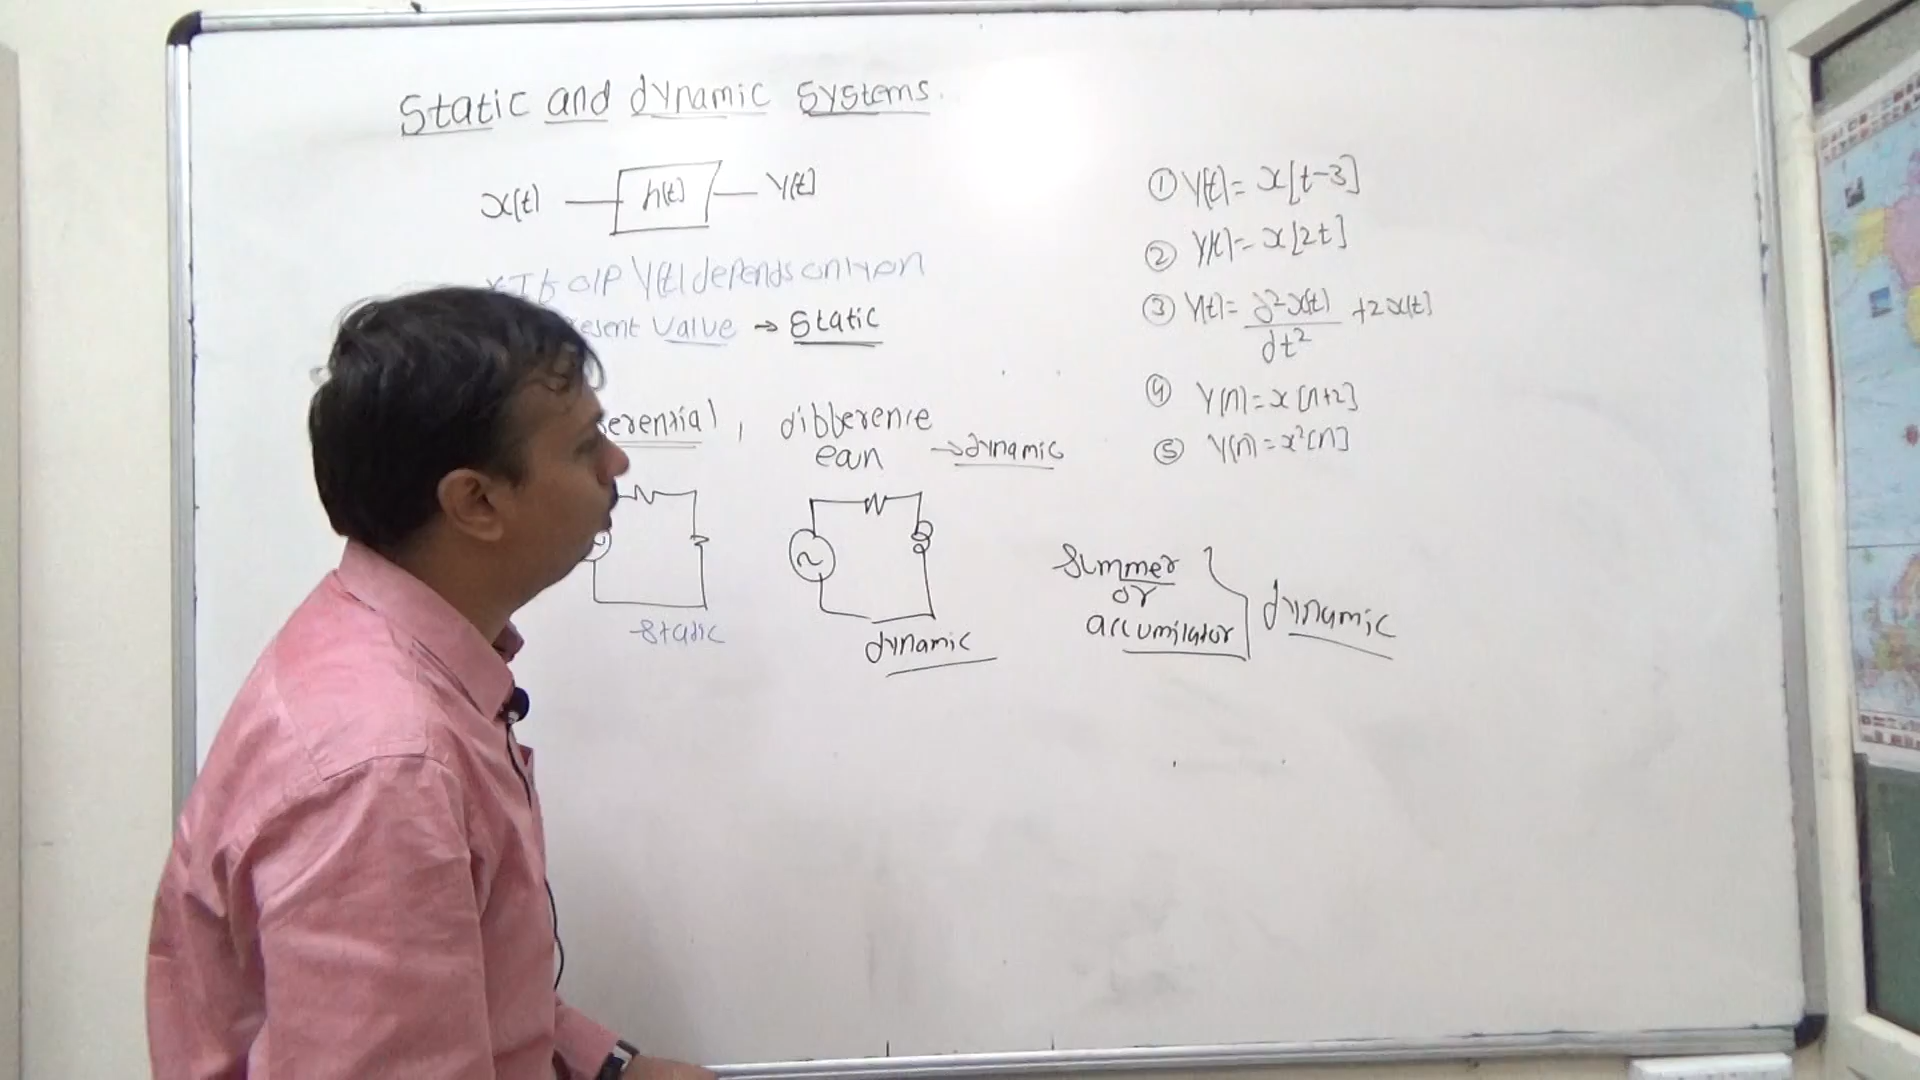 Static and dynamic Systems.
x(t) h(t) y(t)
* If O/P Y(t) depends only on
esent Value → Static
erential, difference
eqn → dynamic
Static
dynamic
Summer
or
accumilator
dynamic
① Y(t) = x[t-3]
② Y(t) = x[2t]
③ Y(t) = d²x(t)/dt² + 2x(t)
④ Y[n] = x[n+2]
⑤ Y[n] = x²[n]